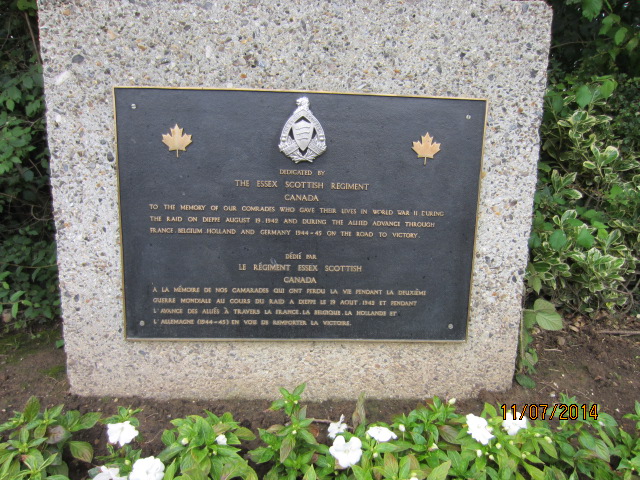 DEDICATED BY
THE ESSEX SCOTTISH REGIMENT
CANADA
TO THE MEMORY OF OUR COMRADES WHO GAVE THEIR LIVES IN WORLD WAR II DURING
THE RAID ON DIEPPE AUGUST 19.1942 AND DURING THE ALLIED ADVANCE THROUGH
FRANCE.BELGIUM.HOLLAND AND GERMANY 1944-45 ON THE ROAD TO VICTORY.
DÉDIÉ PAR
LE RÉGIMENT ESSEX SCOTTISH
CANADA
À LA MÉMOIRE DE NOS CAMARADES QUI ONT PERDU LA VIE PENDANT LA DEUXIÈME
GUERRE MONDIALE AU COURS DU RAID A DIEPPE LE 19 AOUT 1942 ET PENDANT
L'AVANCE DES ALLIÉS À TRAVERS LA FRANCE.LA BELGIQUE.LA HOLLANDE ET
L'ALLEMAGNE (1944-45) EN VOIE DE REMPORTER LA VICTOIRE.
11/07/2014